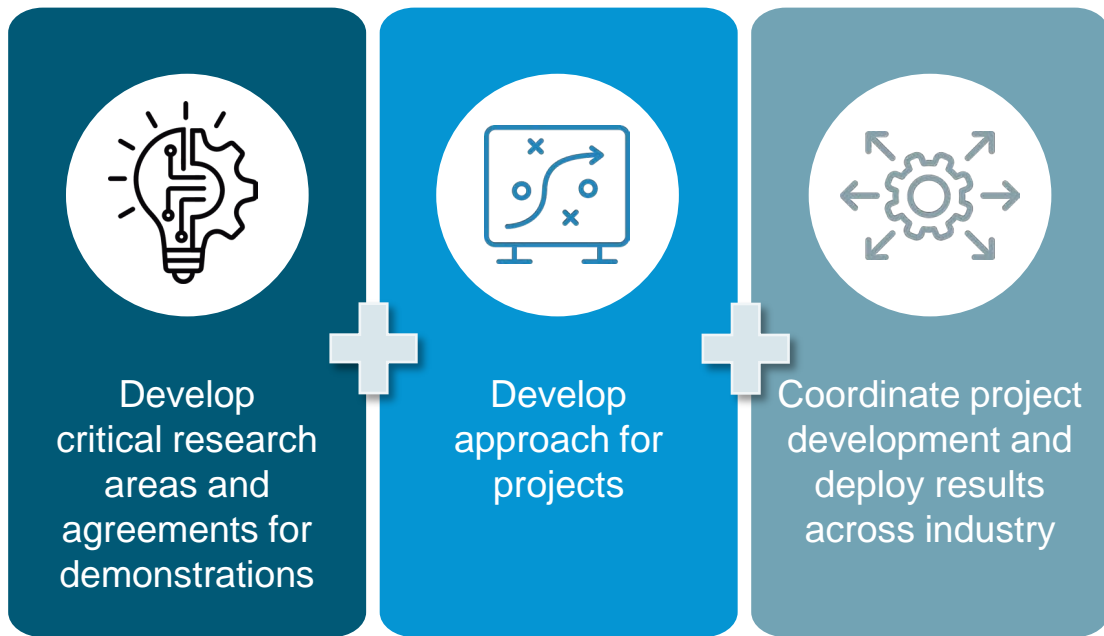 Develop
critical research
areas and
agreements for
demonstrations
Develop
approach for
projects
Coordinate project
development and
deploy results
across industry